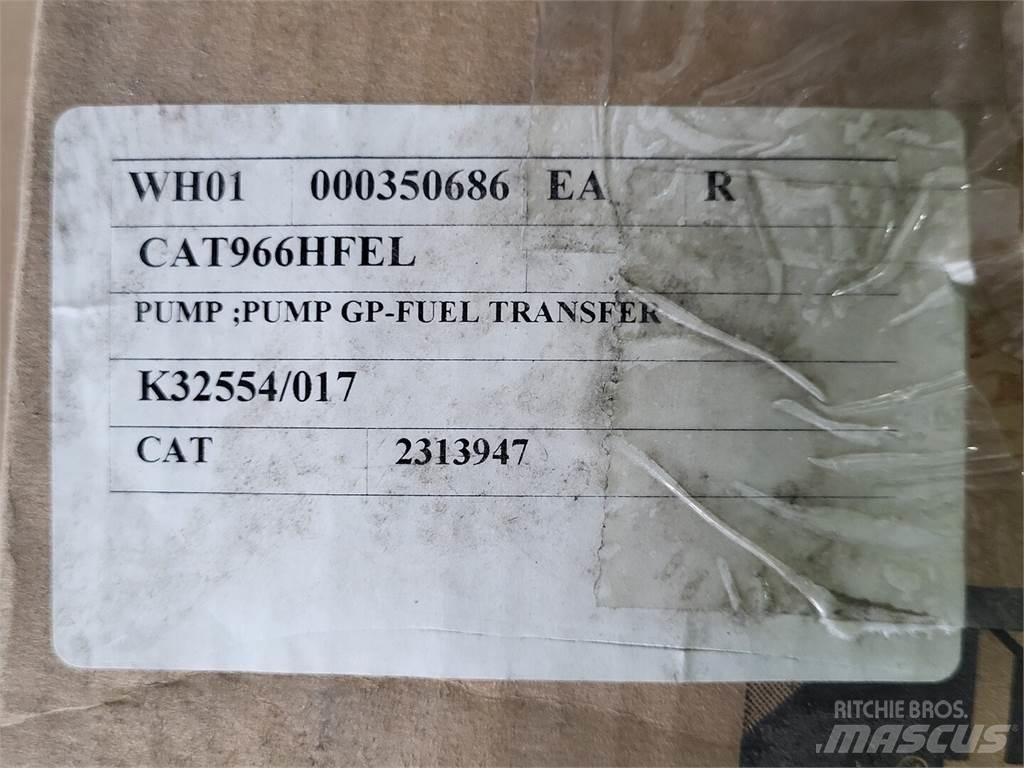 WH01 000350686 EA R
CAT966HFEL
PUMP ;PUMP GP-FUEL TRANSFER
K32554/017
CAT 2313947
RITCHIE BROS.
MASCUS